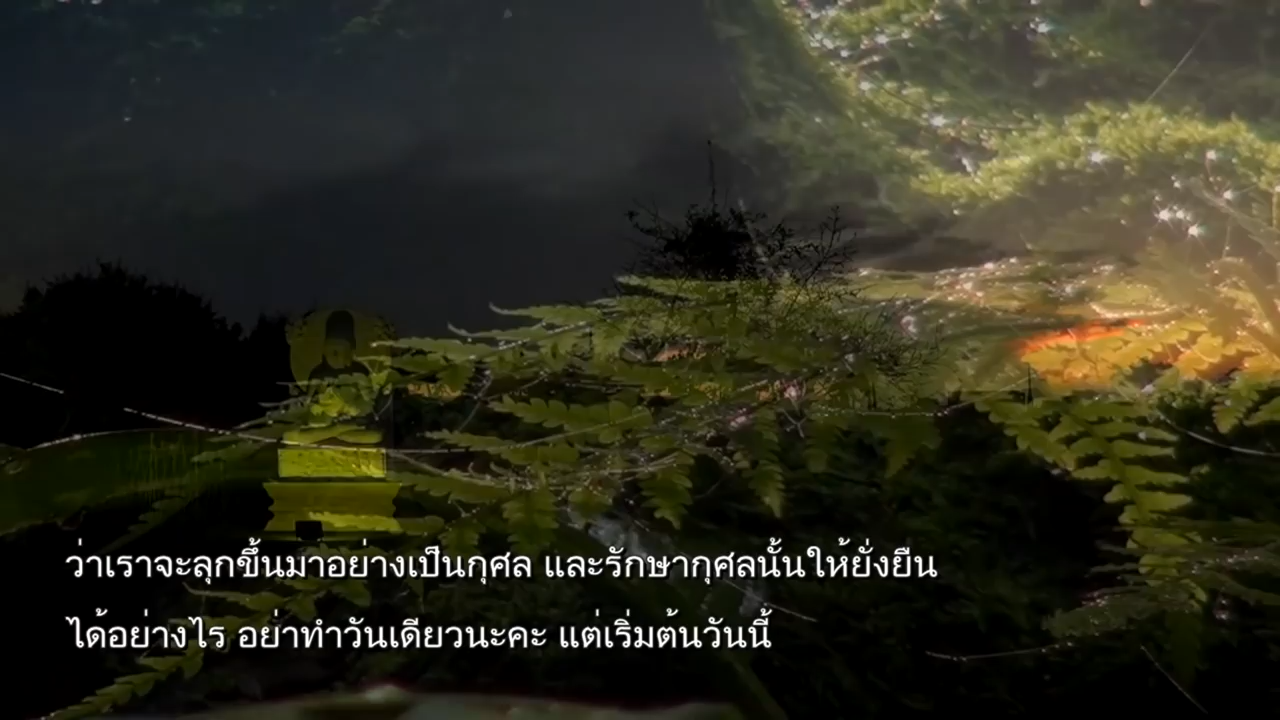 ว่าเราจะลุกขึ้นมาอย่างเป็นกุศล และรักษากุศลนั้นให้ยั่งยืน
ได้อย่างไร อย่าทำวันเดียวนะคะ แต่เริ่มต้นวันนี้